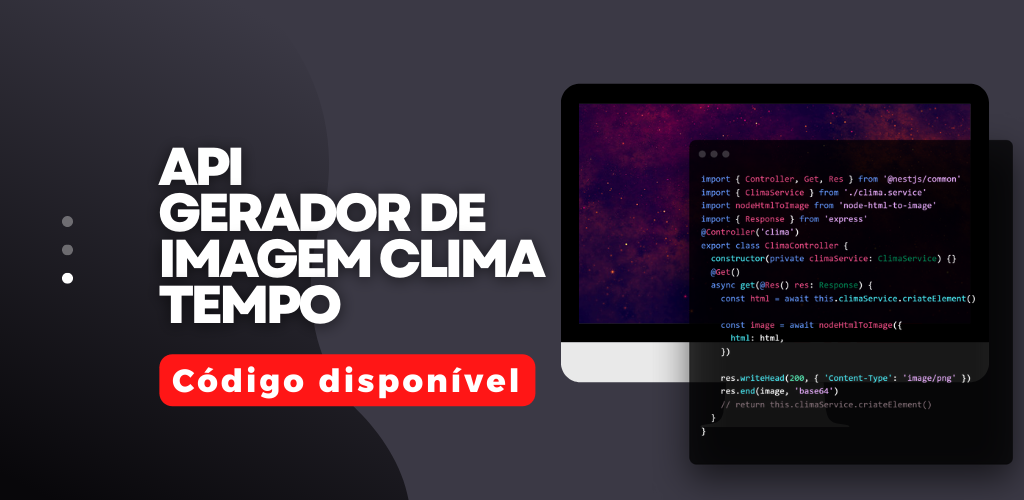 API
GERADOR DE
IMAGEM CLIMA
TEMPO
Código disponível
import { Controller, Get, Res } from '@nestjs/common'
import { ClimaService } from './clima.service'
import nodeHtmlToImage from 'node-html-to-image'
import { Response } from 'express'
@Controller('clima')
export class ClimaController {
constructor(private climaService: ClimaService) {}
@Get()
async get(@Res() res: Response) {
const html = await this.climaService.criateElement()
const image = await nodeHtmlToImage({
html: html,
})
res.writeHead(200, { 'Content-Type': 'image/png' })
res.end(image, 'base64')
// return this.climaService.criateElement()
}
}